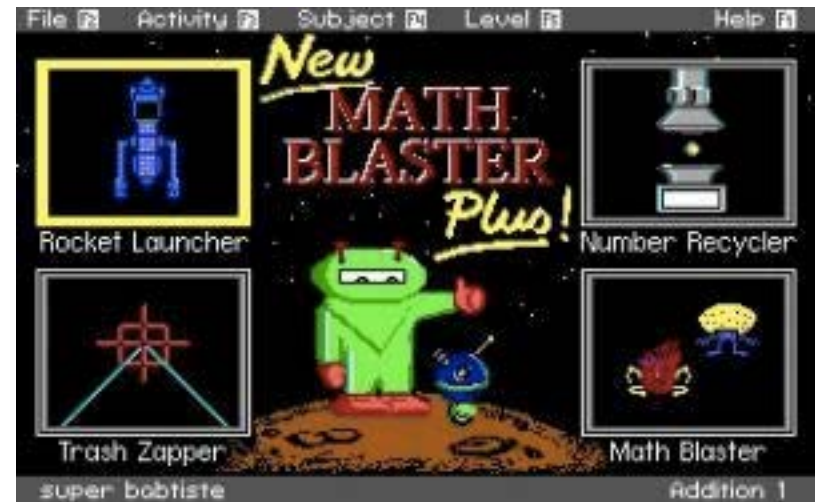 File F2 Activity F3 Subject F4 Level F5 Help F1
New
MATH
BLASTER
Plus!
Rocket Launcher
Number Recycler
Trash Zapper
Math Blaster
super babtiste Addition 1